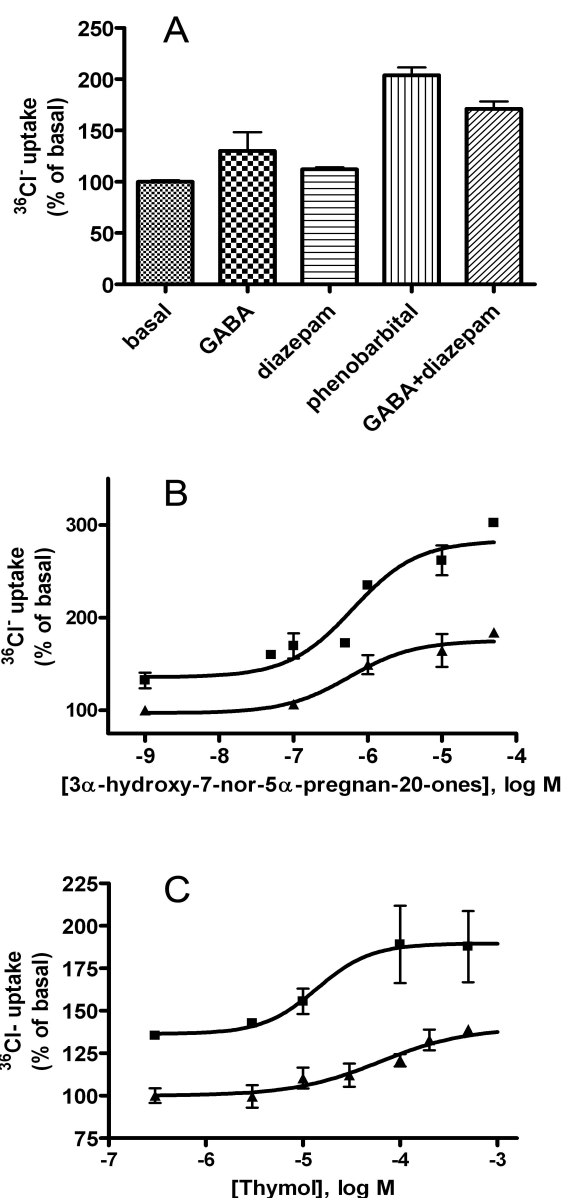 A
250
200
150
100
50
0
³⁶Cl⁻ uptake
(% of basal)
basal
GABA
diazepam
phenobarbital
GABA+diazepam
B
300
200
100
³⁶Cl⁻ uptake
(% of basal)
-9 -8 -7 -6 -5 -4
[3α-hydroxy-7-nor-5α-pregnan-20-ones], log M
C
225
200
175
150
125
100
75
³⁶Cl- uptake
(% of basal)
-7 -6 -5 -4 -3
[Thymol], log M